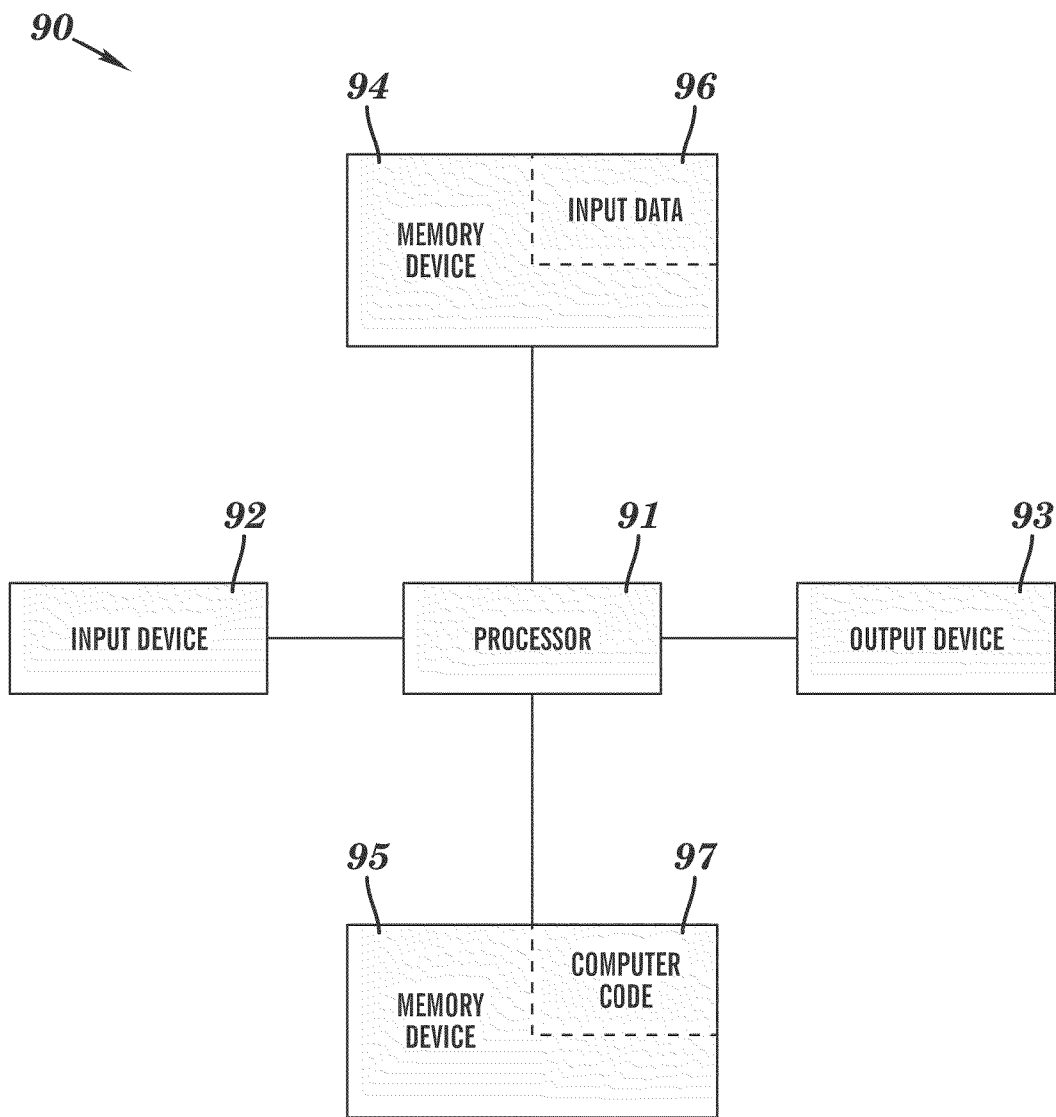 90
94
96
MEMORY
DEVICE
INPUT DATA
92
91
93
INPUT DEVICE
PROCESSOR
OUTPUT DEVICE
95
97
MEMORY
DEVICE
COMPUTER
CODE